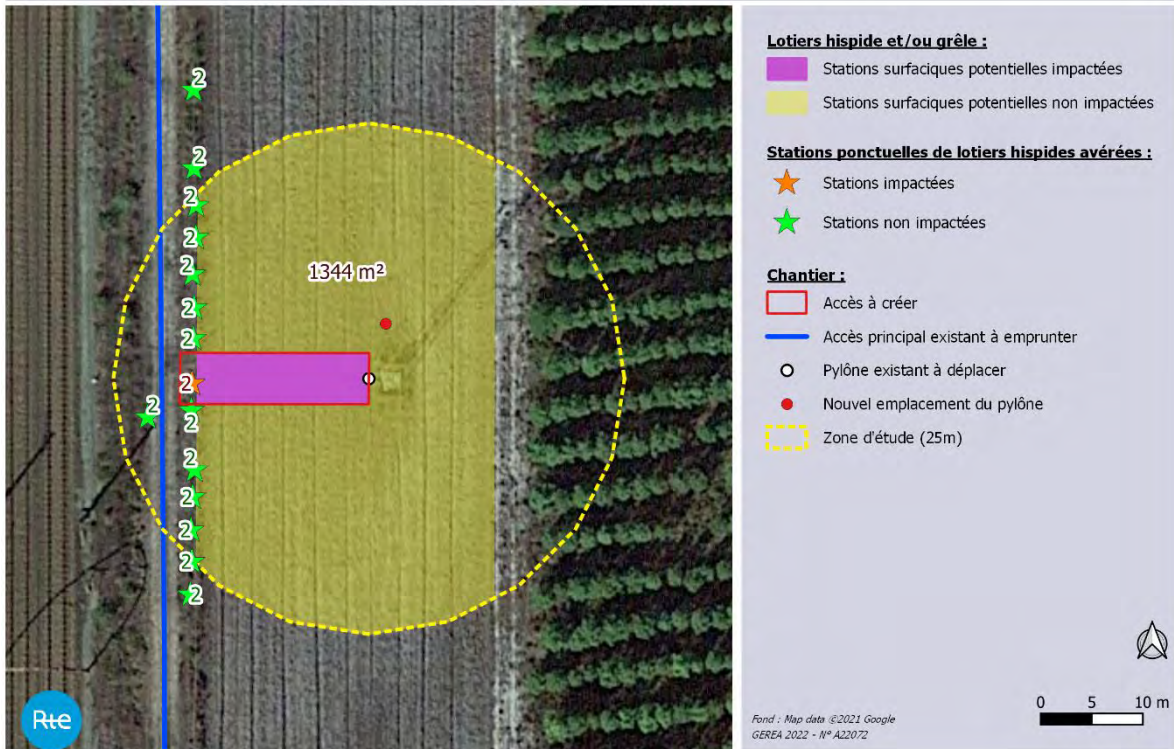 2
2
2
2
2
2
2
1344 m²
2
2
2
2
2
2
2
2
Rte
Lotiers hispide et/ou grêle :
Stations surfaciques potentielles impactées
Stations surfaciques potentielles non impactées
Stations ponctuelles de lotiers hispides avérées :
Stations impactées
Stations non impactées
Chantier :
Accès à créer
Accès principal existant à emprunter
Pylône existant à déplacer
Nouvel emplacement du pylône
Zone d'étude (25m)
0 5 10 m
Fond : Map data ©2021 Google
GEREA 2022 - N° A22072